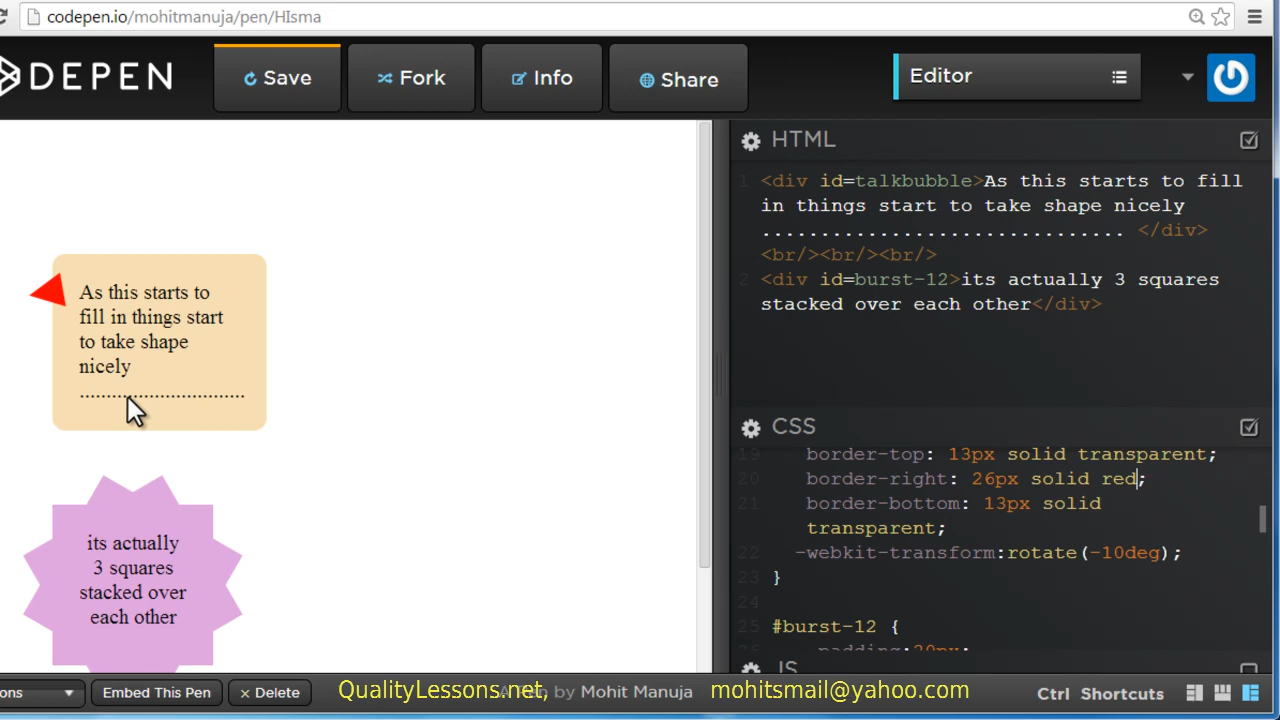 codepen.io/mohitmanuja/pen/HIsma
DEPEN
Save
Fork
Info
Share
Editor
As this starts to
fill in things start
to take shape
nicely
...............................
its actually
3 squares
stacked over
each other
HTML
1 <div id=talkbubble>As this starts to fill
in things start to take shape nicely
............................... </div>
<br/><br/><br/>
2 <div id=burst-12>its actually 3 squares
stacked over each other</div>
CSS
19 border-top: 13px solid transparent;
20 border-right: 26px solid red;
21 border-bottom: 13px solid
transparent;
22 -webkit-transform:rotate(-10deg);
23 }
24
25 #burst-12 {
26 padding:20px;
JS
ons
Embed This Pen
× Delete
A Pen by Mohit Manuja
QualityLessons.net, mohitsmail@yahoo.com
Ctrl Shortcuts